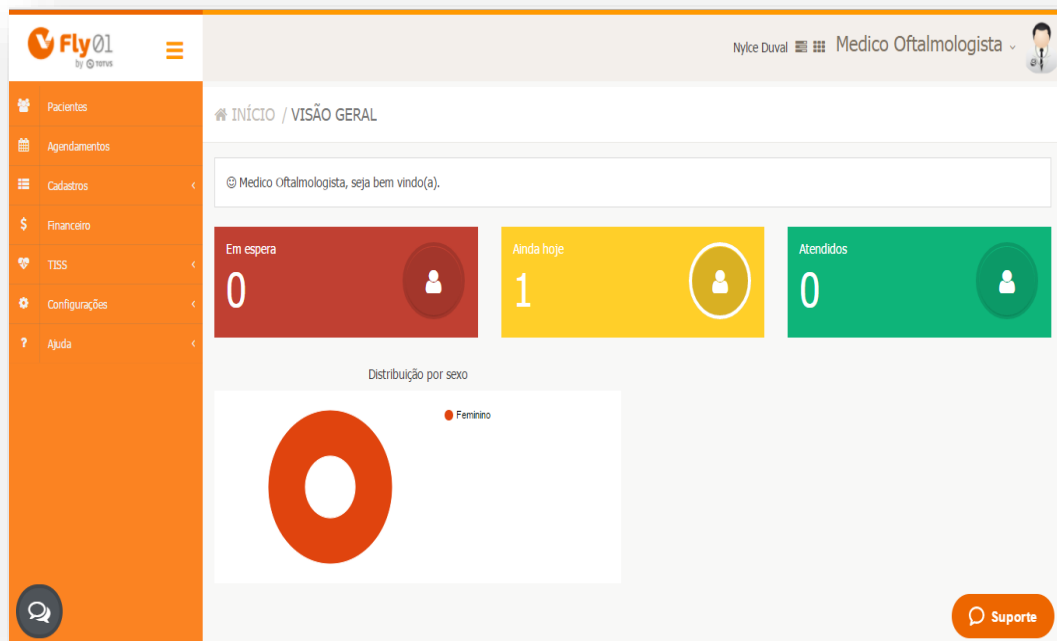 Fly01
by TOTVS
Nylce Duval
Medico Oftalmologista
Pacientes
Agendamentos
Cadastros
Financeiro
TISS
Configurações
Ajuda
INÍCIO / VISÃO GERAL
Medico Oftalmologista, seja bem vindo(a).
Em espera
0
Ainda hoje
1
Atendidos
0
Distribuição por sexo
Feminino
Suporte